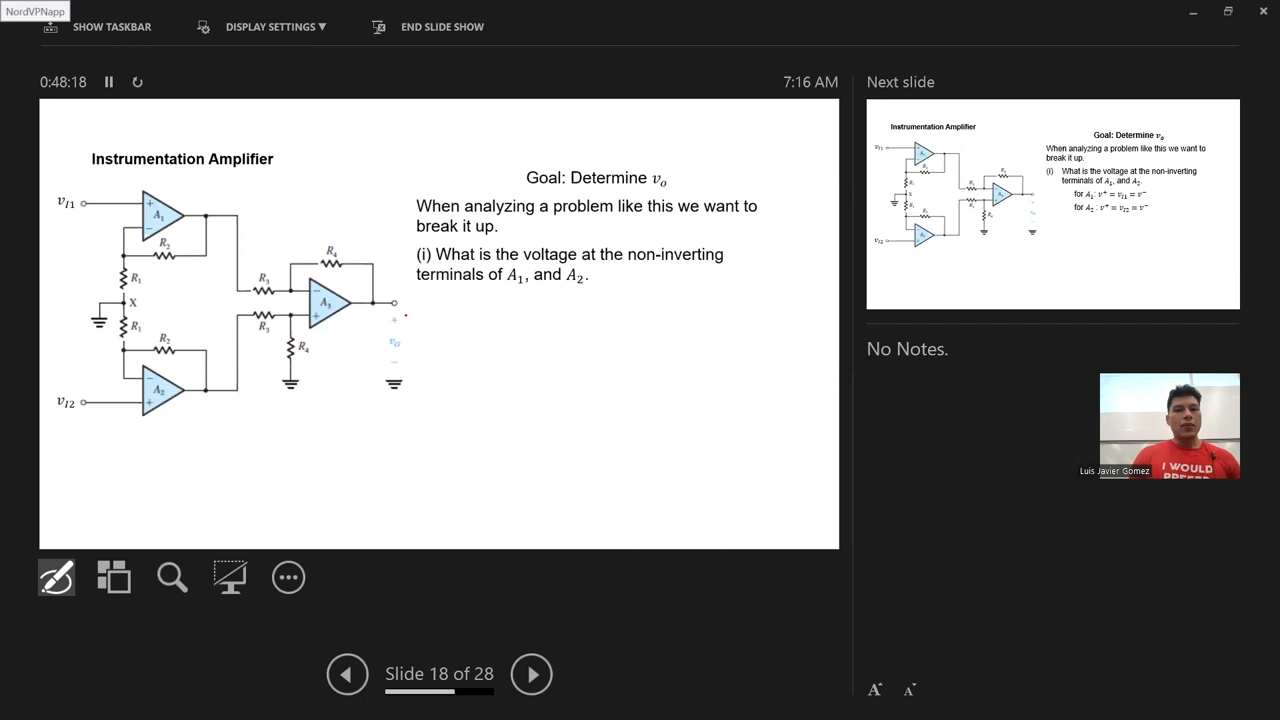 NordVPNapp
SHOW TASKBAR
DISPLAY SETTINGS ▼
END SLIDE SHOW
0:48:18
7:16 AM
Next slide
Instrumentation Amplifier
Goal: Determine v_o
When analyzing a problem like this we want to
break it up.
(i) What is the voltage at the non-inverting
terminals of A_1, and A_2.
v_I1
+
A_1
−
R_2
R_1
X
R_1
R_2
−
A_2
+
v_I2
R_3
R_3
R_4
−
A_3
+
R_4
+
v_O
−
Instrumentation Amplifier
Goal: Determine v_o
When analyzing a problem like this we want to
break it up.
(i) What is the voltage at the non-inverting
terminals of A_1, and A_2.
for A_1: v^+ = v_I1 = v^−
for A_2 : v^+ = v_I2 = v^−
v_I1
v_I2
No Notes.
Luis Javier Gomez
I WOULD
Slide 18 of 28
A
A